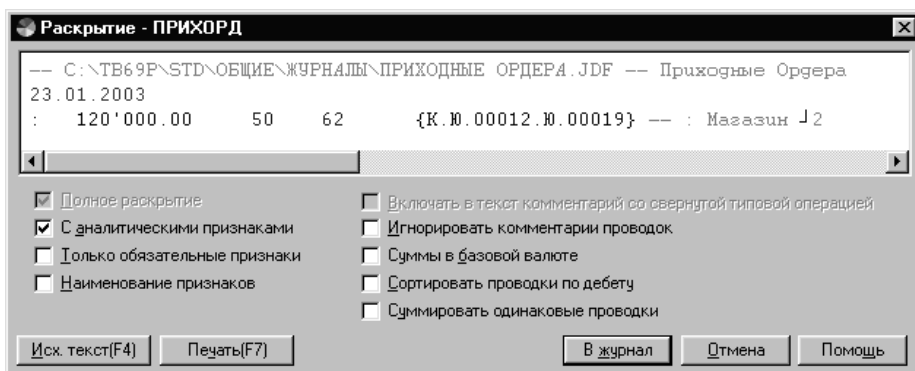 Раскрытие - ПРИХОРД
-- C:\TB69P\STD\ОБЩИЕ\ЖУРНАЛЫ\ПРИХОДНЫЕ ОРДЕРА.JDF -- Приходные Ордера
23.01.2003
: 120'000.00 50 62 {К.Ю.00012.Ю.00019} -- : Магазин ┘2
Полное раскрытие
С аналитическими признаками
Только обязательные признаки
Наименование признаков
Включать в текст комментарий со свернутой типовой операцией
Игнорировать комментарии проводок
Суммы в базовой валюте
Сортировать проводки по дебету
Суммировать одинаковые проводки
Исх. текст(F4) Печать(F7) В журнал Отмена Помощь